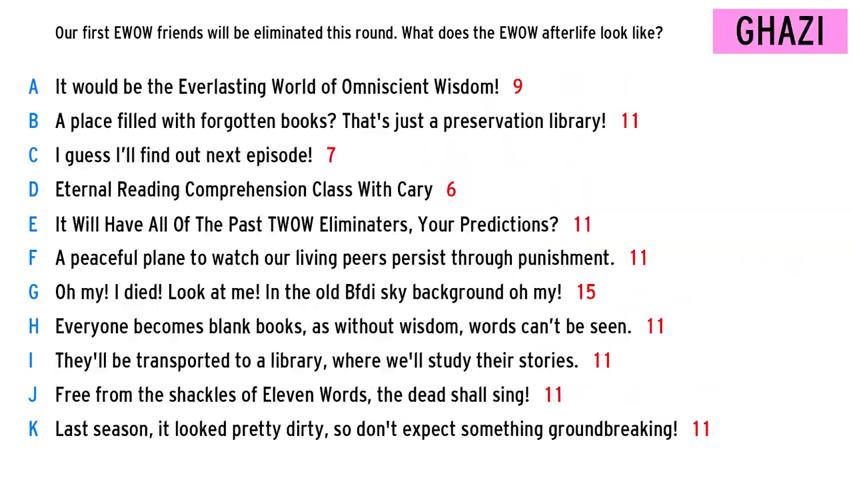 Our first EWOW friends will be eliminated this round. What does the EWOW afterlife look like?
GHAZI
A It would be the Everlasting World of Omniscient Wisdom! 9
B A place filled with forgotten books? That's just a preservation library! 11
C I guess I'll find out next episode! 7
D Eternal Reading Comprehension Class With Cary 6
E It Will Have All Of The Past TWOW Eliminaters, Your Predictions? 11
F A peaceful plane to watch our living peers persist through punishment. 11
G Oh my! I died! Look at me! In the old Bfdi sky background oh my! 15
H Everyone becomes blank books, as without wisdom, words can't be seen. 11
I They'll be transported to a library, where we'll study their stories. 11
J Free from the shackles of Eleven Words, the dead shall sing! 11
K Last season, it looked pretty dirty, so don't expect something groundbreaking! 11